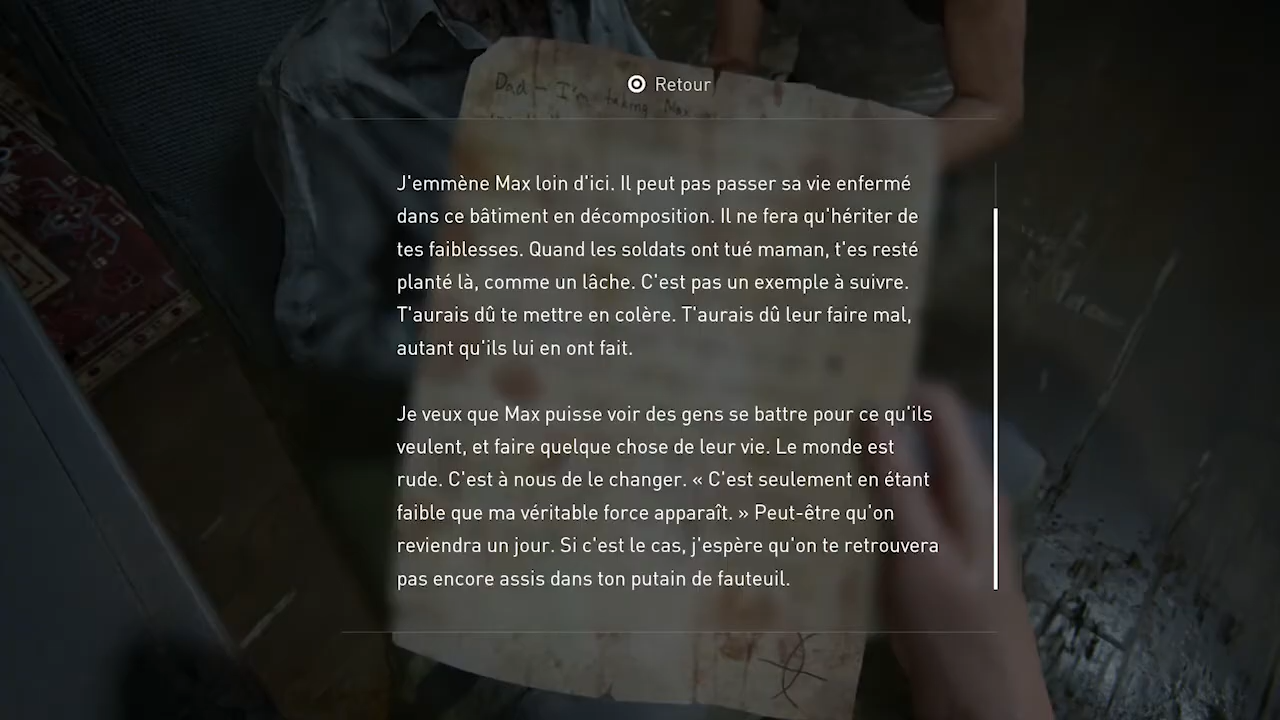 Retour
Dad - I'm taking Max
J'emmène Max loin d'ici. Il peut pas passer sa vie enfermé
dans ce bâtiment en décomposition. Il ne fera qu'hériter de
tes faiblesses. Quand les soldats ont tué maman, t'es resté
planté là, comme un lâche. C'est pas un exemple à suivre.
T'aurais dû te mettre en colère. T'aurais dû leur faire mal,
autant qu'ils lui en ont fait.
Je veux que Max puisse voir des gens se battre pour ce qu'ils
veulent, et faire quelque chose de leur vie. Le monde est
rude. C'est à nous de le changer. « C'est seulement en étant
faible que ma véritable force apparaît. » Peut-être qu'on
reviendra un jour. Si c'est le cas, j'espère qu'on te retrouvera
pas encore assis dans ton putain de fauteuil.